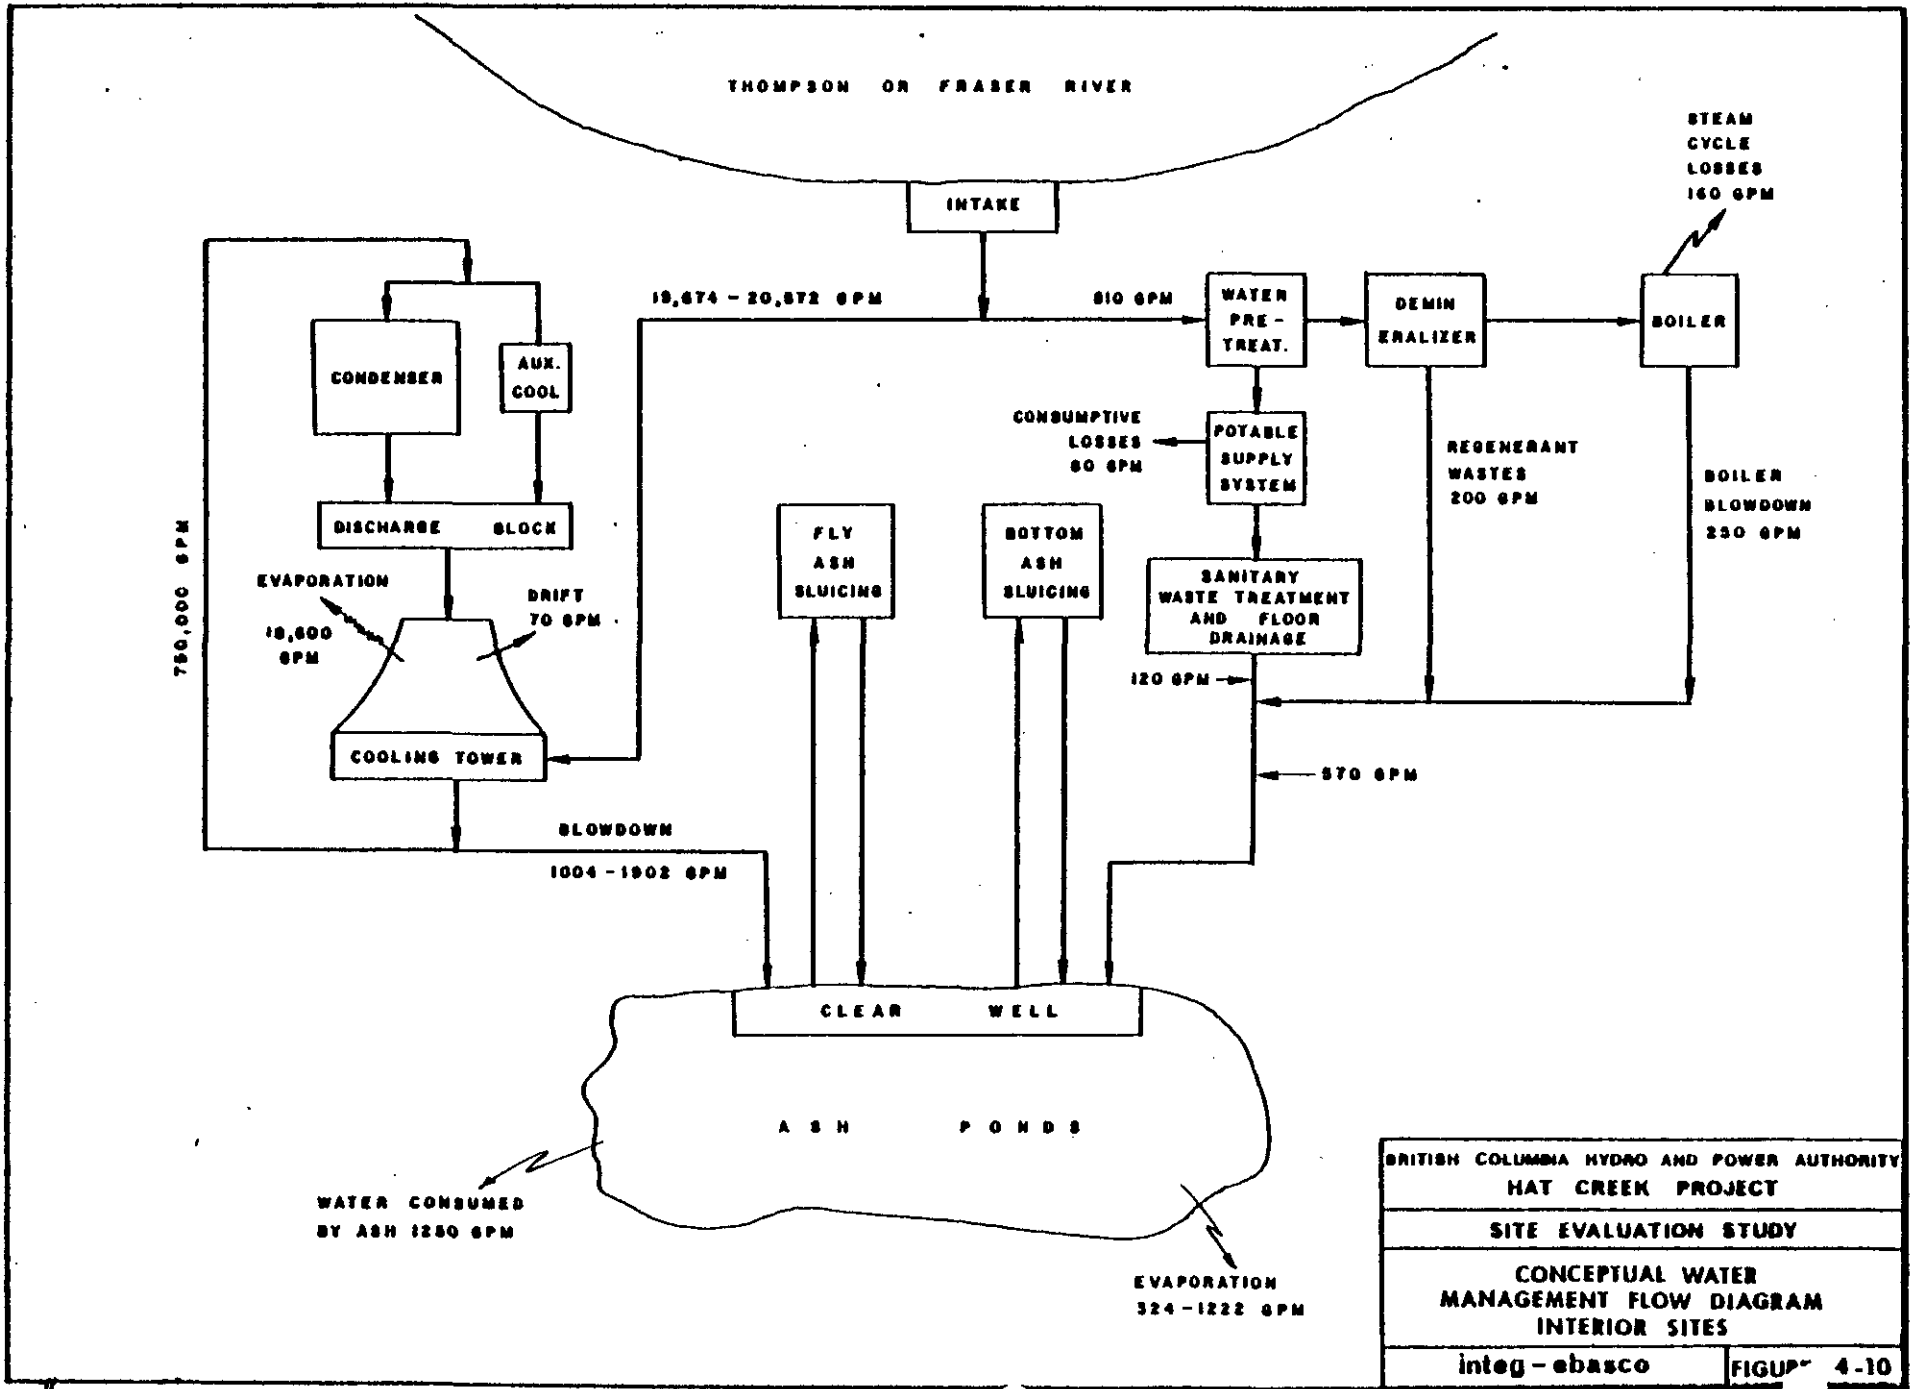 THOMPSON OR FRASER RIVER
INTAKE
STEAM
CYCLE
LOSSES
160 GPM
19,674 - 20,572 GPM
810 GPM
WATER
PRE -
TREAT.
DEMIN
ERALIZER
BOILER
CONDENSER
AUX.
COOL
CONSUMPTIVE
LOSSES
80 GPM
POTABLE
SUPPLY
SYSTEM
REGENERANT
WASTES
200 GPM
BOILER
BLOWDOWN
250 GPM
DISCHARGE BLOCK
FLY
ASH
SLUICING
BOTTOM
ASH
SLUICING
750,000 GPM
EVAPORATION
18,600
GPM
DRIFT
70 GPM
SANITARY
WASTE TREATMENT
AND FLOOR
DRAINAGE
120 GPM
COOLING TOWER
570 GPM
BLOWDOWN
1004 - 1902 GPM
CLEAR WELL
ASH PONDS
WATER CONSUMED
BY ASH 1250 GPM
EVAPORATION
324 - 1222 GPM
BRITISH COLUMBIA HYDRO AND POWER AUTHORITY
HAT CREEK PROJECT
SITE EVALUATION STUDY
CONCEPTUAL WATER
MANAGEMENT FLOW DIAGRAM
INTERIOR SITES
integ - ebasco
4-10